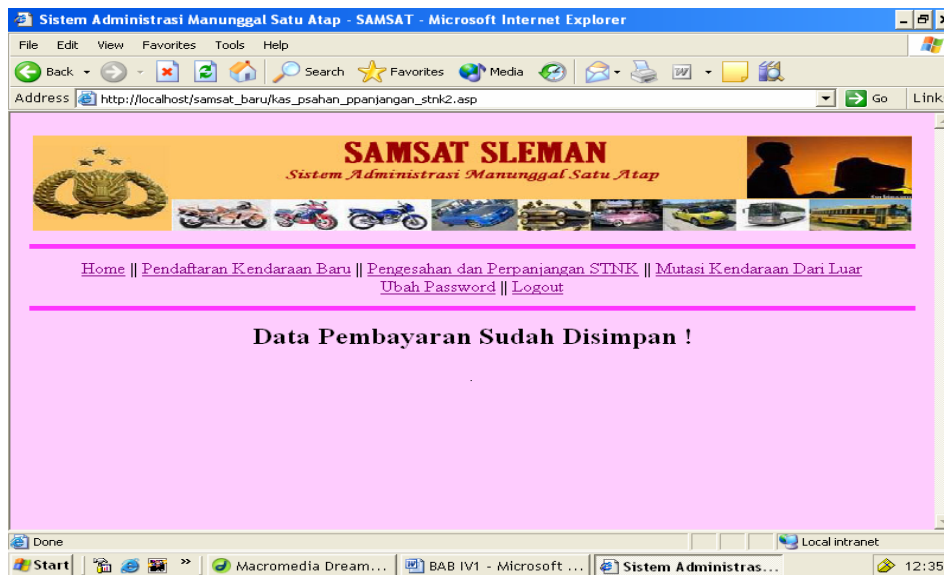 Sistem Administrasi Manunggal Satu Atap - SAMSAT - Microsoft Internet Explorer
File Edit View Favorites Tools Help
Back Search Favorites Media
Address http://localhost/samsat_baru/kas_psahan_ppanjangan_stnk2.asp Go Link
SAMSAT SLEMAN
Sistem Administrasi Manunggal Satu Atap
Home || Pendaftaran Kendaraan Baru || Pengesahan dan Perpanjangan STNK || Mutasi Kendaraan Dari Luar
Ubah Password || Logout
Data Pembayaran Sudah Disimpan !
.
Done Local intranet
Start » Macromedia Dream... BAB IV1 - Microsoft ... Sistem Administras... 12:35